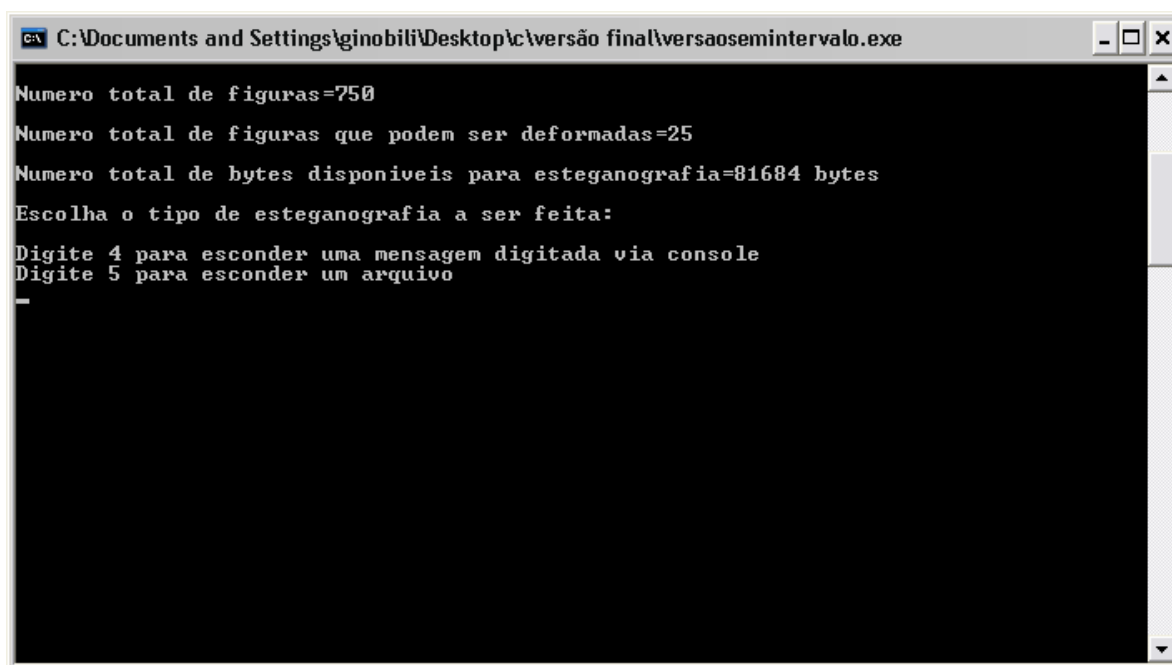 C:\Documents and Settings\ginobili\Desktop\c\versão final\versaosemintervalo.exe
Numero total de figuras=750
Numero total de figuras que podem ser deformadas=25
Numero total de bytes disponiveis para esteganografia=81684 bytes
Escolha o tipo de esteganografia a ser feita:
Digite 4 para esconder uma mensagem digitada via console
Digite 5 para esconder um arquivo